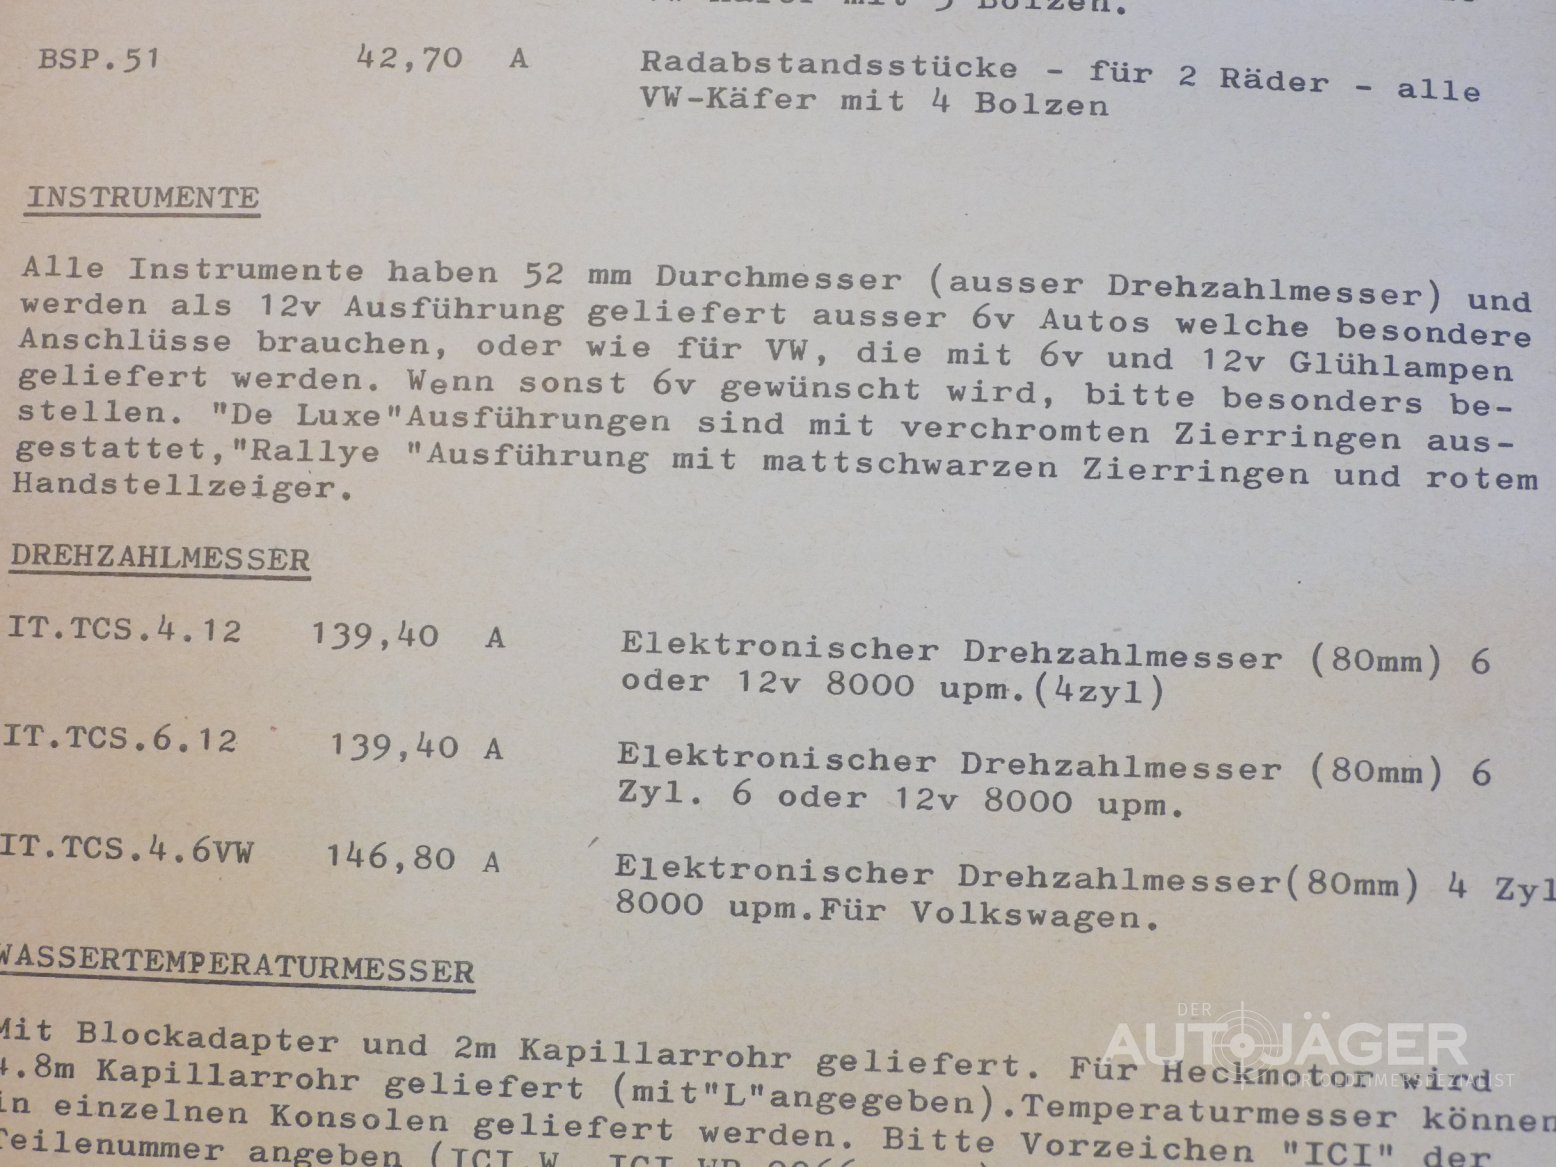 Bolzen.
BSP.51 42,70 A Radabstandsstücke - für 2 Räder - alle
VW-Käfer mit 4 Bolzen
INSTRUMENTE
Alle Instrumente haben 52 mm Durchmesser (ausser Drehzahlmesser) und
werden als 12v Ausführung geliefert ausser 6v Autos welche besondere
Anschlüsse brauchen, oder wie für VW, die mit 6v und 12v Glühlampen
geliefert werden. Wenn sonst 6v gewünscht wird, bitte besonders be-
stellen. "De Luxe"Ausführungen sind mit verchromten Zierringen aus-
gestattet,"Rallye "Ausführung mit mattschwarzen Zierringen und rotem
Handstellzeiger.
DREHZAHLMESSER
IT.TCS.4.12 139,40 A Elektronischer Drehzahlmesser (80mm) 6
oder 12v 8000 upm.(4zyl)
IT.TCS.6.12 139,40 A Elektronischer Drehzahlmesser (80mm) 6
Zyl. 6 oder 12v 8000 upm.
IT.TCS.4.6VW 146,80 A Elektronischer Drehzahlmesser(80mm) 4 Zyl
8000 upm.Für Volkswagen.
WASSERTEMPERATURMESSER
Mit Blockadapter und 2m Kapillarrohr geliefert. Für Heckmotor wird
4.8m Kapillarrohr geliefert (mit"L"angegeben).Temperaturmesser können
in einzelnen Konsolen geliefert werden. Bitte Vorzeichen "ICI" der
Teilenummer angeben
DER
AUTOJÄGER